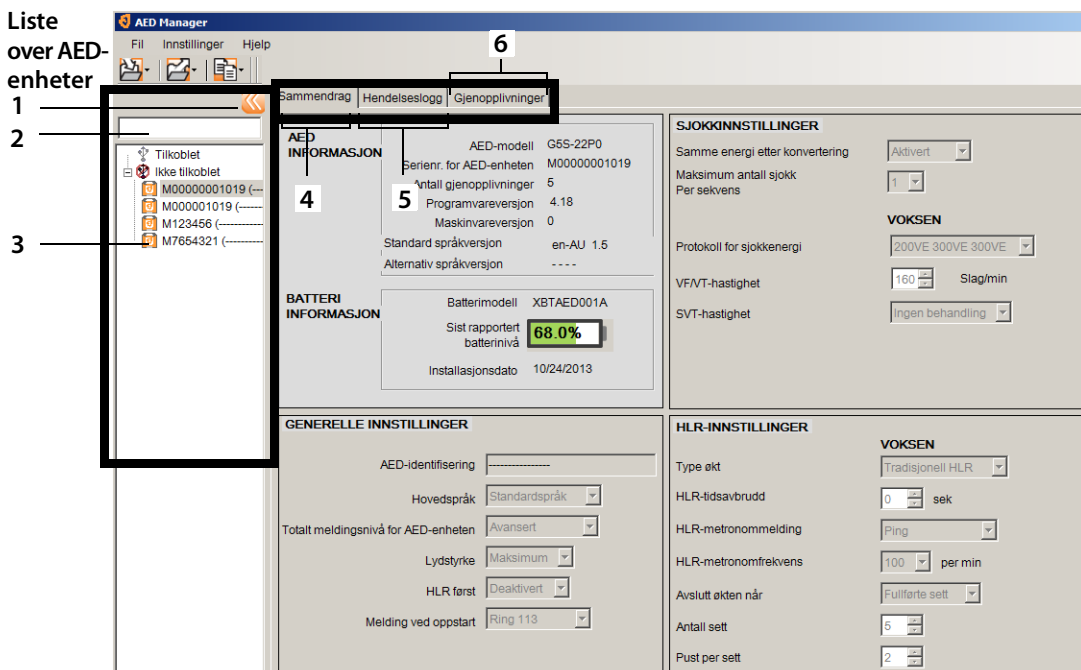 Liste
over AED-
enheter
1
2
3
4
5
6
AED Manager
Fil Innstillinger Hjelp
Sammendrag Hendelseslogg Gjenopplivninger
Tilkoblet
Ikke tilkoblet
M00000001019 (---
M000001019 (-------
M123456 (------------
M7654321 (----------
AED
INFORMASJON
AED-modell G5S-22P0
Serienr. for AED-enheten M00000001019
Antall gjenopplivninger 5
Programvareversjon 4.18
Maskinvareversjon 0
Standard språkversjon en-AU 1.5
Alternativ språkversjon ----
BATTERI
INFORMASJON
Batterimodell XBTAED001A
Sist rapportert
batterinivå
68.0%
Installasjonsdato 10/24/2013
GENERELLE INNSTILLINGER
AED-identifisering ----------------
Hovedspråk Standardspråk
Totalt meldingsnivå for AED-enheten Avansert
Lydstyrke Maksimum
HLR først Deaktivert
Melding ved oppstart Ring 113
SJOKKINNSTILLINGER
Samme energi etter konvertering Aktivert
Maksimum antall sjokk
Per sekvens
1
VOKSEN
Protokoll for sjokkenergi 200VE 300VE 300VE
VF/VT-hastighet 160 Slag/min
SVT-hastighet Ingen behandling
HLR-INNSTILLINGER
VOKSEN
Type økt Tradisjonell HLR
HLR-tidsavbrudd 0 sek
HLR-metronommelding Ping
HLR-metronomfrekvens 100 per min
Avslutt økten når Fullførte sett
Antall sett 5
Pust per sett 2